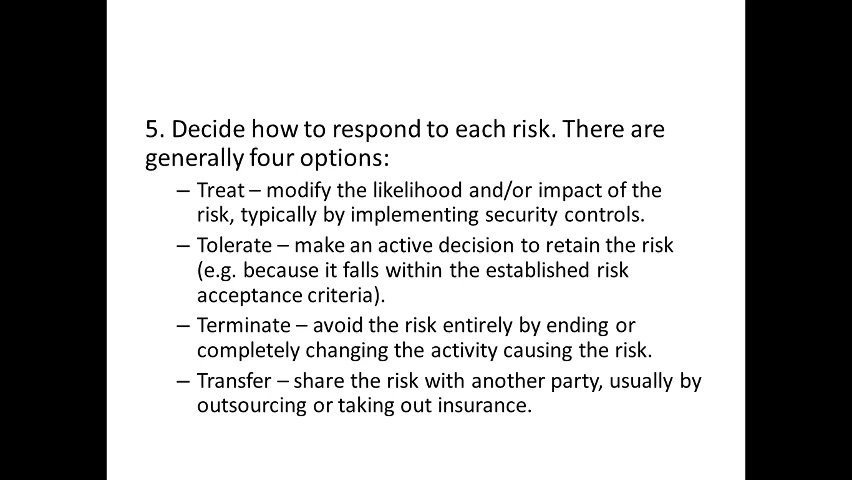 5. Decide how to respond to each risk. There are
generally four options:
– Treat – modify the likelihood and/or impact of the
risk, typically by implementing security controls.
– Tolerate – make an active decision to retain the risk
(e.g. because it falls within the established risk
acceptance criteria).
– Terminate – avoid the risk entirely by ending or
completely changing the activity causing the risk.
– Transfer – share the risk with another party, usually by
outsourcing or taking out insurance.